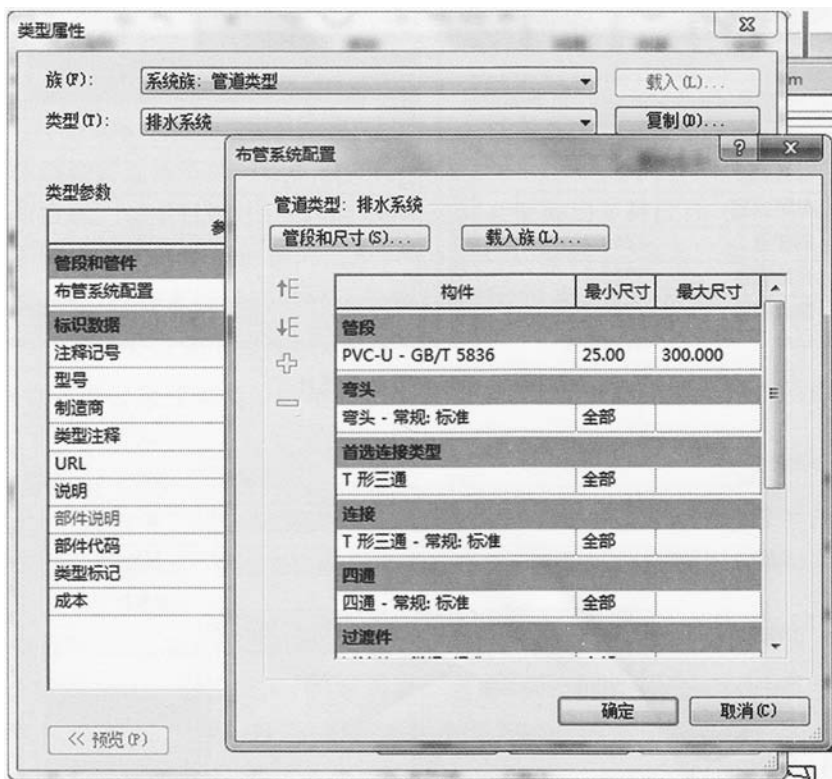 类型属性
m
族(F):
系统族: 管道类型
载入(L)...
类型(T):
排水系统
复制(D)...
类型参数
参
管段和管件
布管系统配置
标识数据
注释记号
型号
制造商
类型注释
URL
说明
部件说明
部件代码
类型标记
成本
<< 预览(P)
布管系统配置
管道类型: 排水系统
管段和尺寸(S)...
载入族(L)...
构件 最小尺寸 最大尺寸
管段
PVC-U - GB/T 5836 25.00 300.000
弯头
弯头 - 常规: 标准 全部
首选连接类型
T 形三通 全部
连接
T 形三通 - 常规: 标准 全部
四通
四通 - 常规: 标准 全部
过渡件
确定
取消(C)